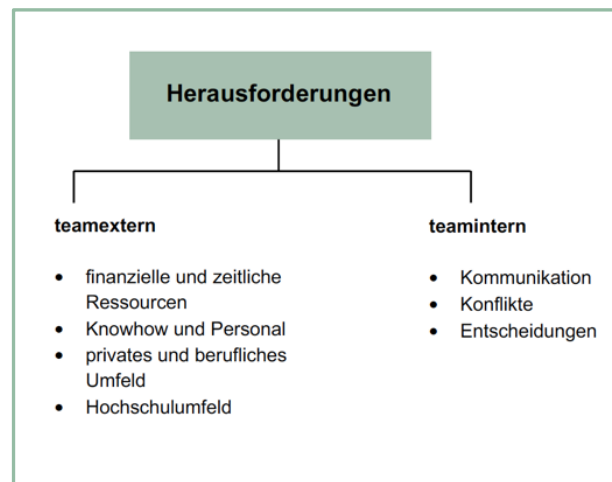 Herausforderungen
teamextern
• finanzielle und zeitliche
Ressourcen
• Knowhow und Personal
• privates und berufliches
Umfeld
• Hochschulumfeld
teamintern
• Kommunikation
• Konflikte
• Entscheidungen